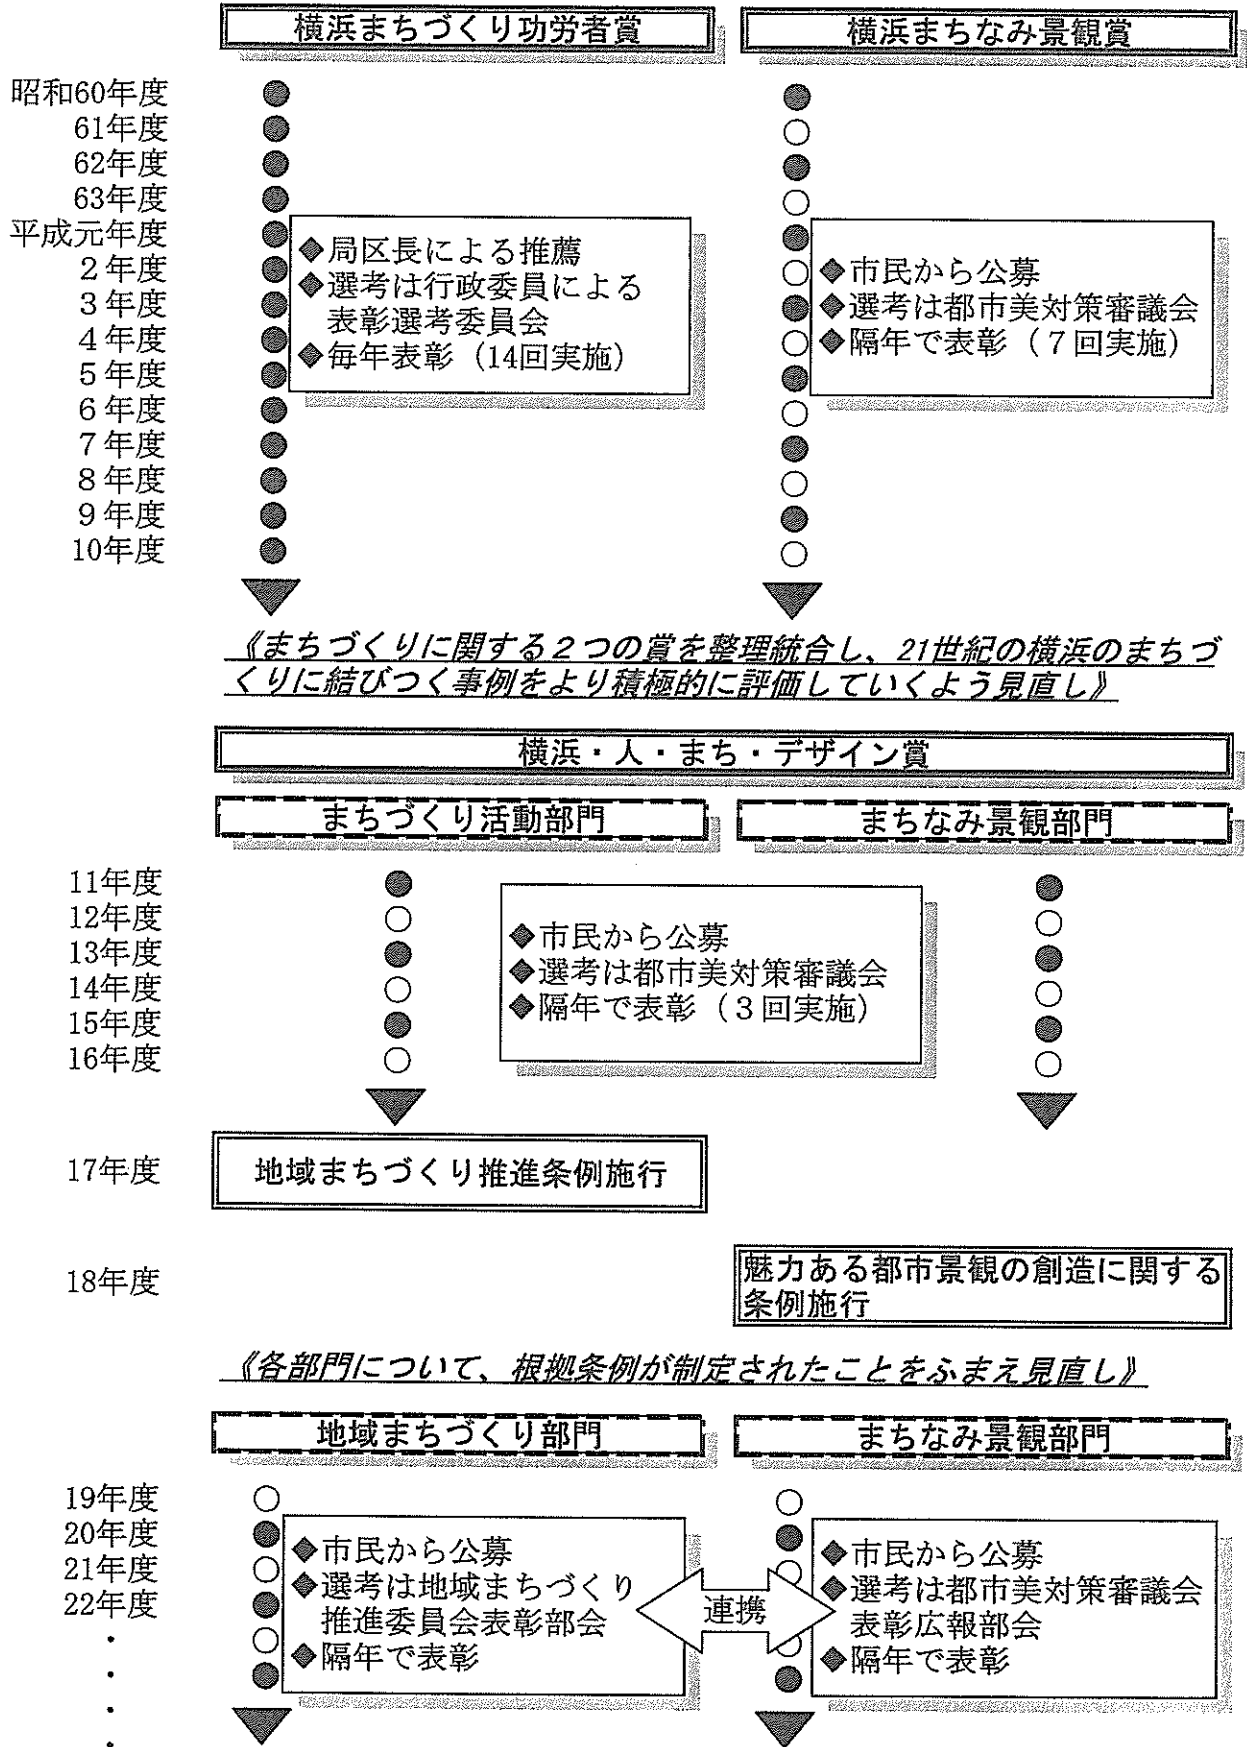 横浜まちづくり功労者賞
横浜まちなみ景観賞
昭和60年度
61年度
62年度
63年度
平成元年度
2年度
3年度
4年度
5年度
6年度
7年度
8年度
9年度
10年度
◆局区長による推薦
◆選考は行政委員による
表彰選考委員会
◆毎年表彰（14回実施）
◆市民から公募
◆選考は都市美対策審議会
◆隔年で表彰（７回実施）
《まちづくりに関する２つの賞を整理統合し、21世紀の横浜のまちづ
くりに結びつく事例をより積極的に評価していくよう見直し》
横浜・人・まち・デザイン賞
まちづくり活動部門
まちなみ景観部門
11年度
12年度
13年度
14年度
15年度
16年度
◆市民から公募
◆選考は都市美対策審議会
◆隔年で表彰（３回実施）
17年度
地域まちづくり推進条例施行
18年度
魅力ある都市景観の創造に関する
条例施行
《各部門について、根拠条例が制定されたことをふまえ見直し》
地域まちづくり部門
まちなみ景観部門
19年度
20年度
21年度
22年度
・
・
・
・
◆市民から公募
◆選考は地域まちづくり
推進委員会表彰部会
◆隔年で表彰
連携
◆市民から公募
◆選考は都市美対策審議会
表彰広報部会
◆隔年で表彰